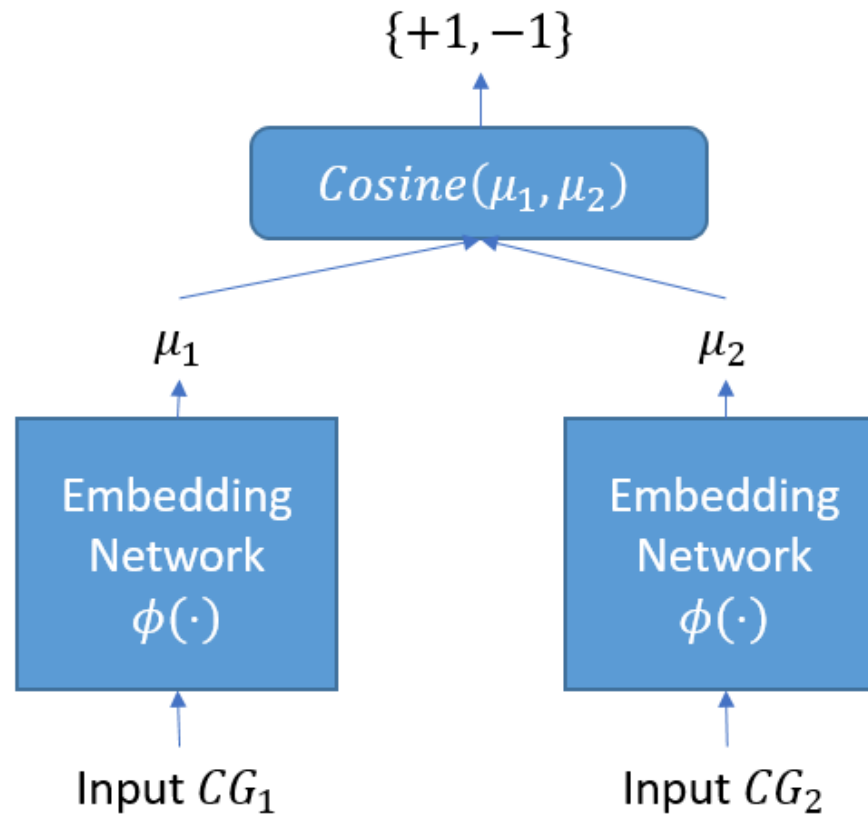 {+1, −1}
Cosine(μ₁, μ₂)
μ₁
μ₂
Embedding
Network
ϕ(·)
Embedding
Network
ϕ(·)
Input CG₁
Input CG₂